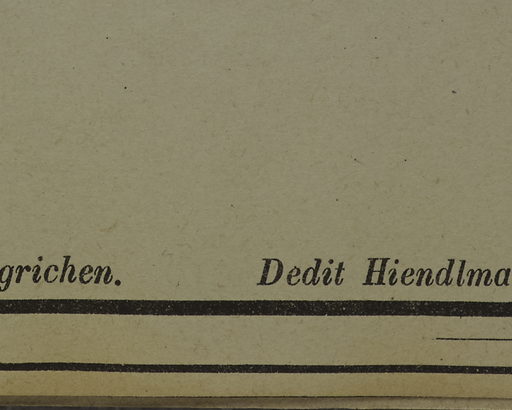 grichen. Dedit Hiendlma